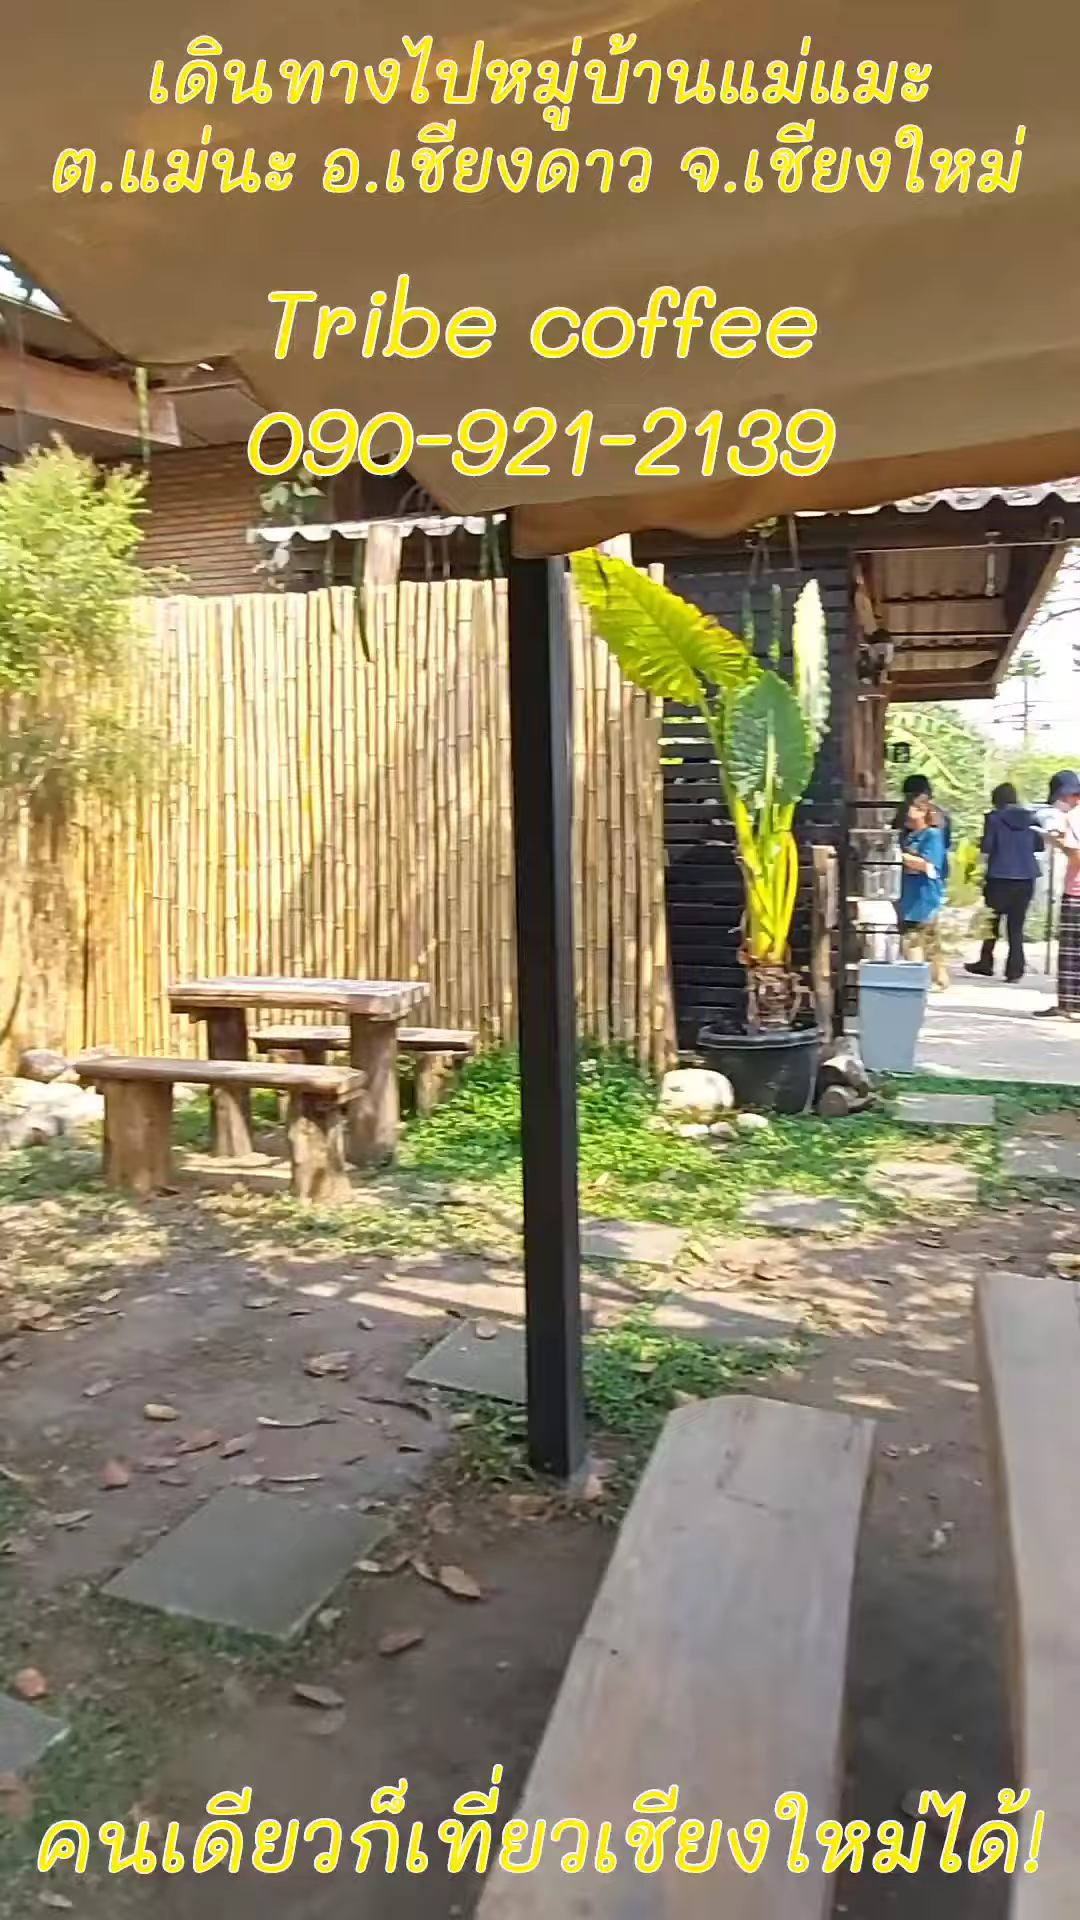 เดินทางไปหมู่บ้านแม่แมะ
ต.แม่นะ อ.เชียงดาว จ.เชียงใหม่
Tribe coffee
090-921-2139
คนเดียวก็เที่ยวเชียงใหม่ได้!